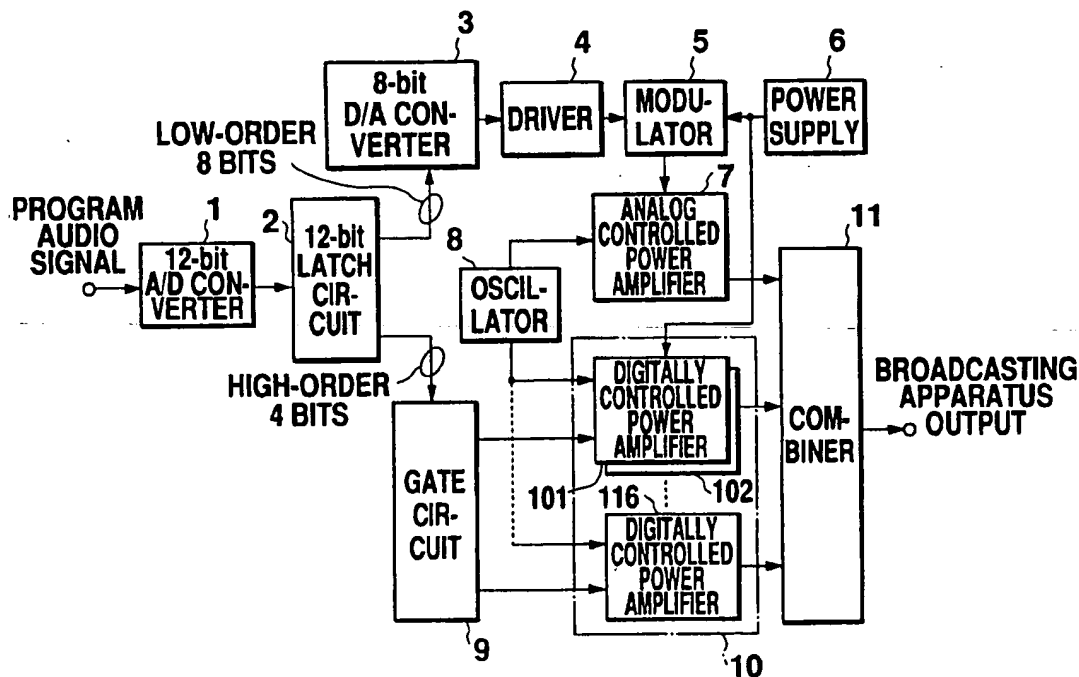 3
8-bit
D/A CON-
VERTER
4
DRIVER
5
MODU-
LATOR
6
POWER
SUPPLY
LOW-ORDER
8 BITS
PROGRAM
AUDIO
SIGNAL
1
12-bit
A/D CON-
VERTER
2
12-bit
LATCH
CIR-
CUIT
8
OSCIL-
LATOR
7
ANALOG
CONTROLLED
POWER
AMPLIFIER
11
COM-
BINER
HIGH-ORDER
4 BITS
GATE
CIR-
CUIT
9
DIGITALLY
CONTROLLED
POWER
AMPLIFIER
101
102
116
DIGITALLY
CONTROLLED
POWER
AMPLIFIER
10
BROADCASTING
APPARATUS
OUTPUT